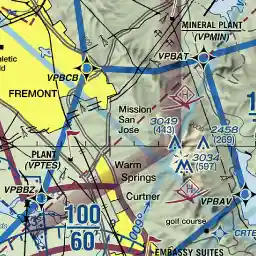 MINERAL PLANT
(VPMIN)
VPBAT
VPBCB
FREMONT
Mission
San
Jose
3049
(443)
2458
(269)
PLANT
(VPTES)
3034
(597)
Warm
Springs
VPBBZ
Curtner
VPBAV
100
60
golf course
EMBASSY SUITES